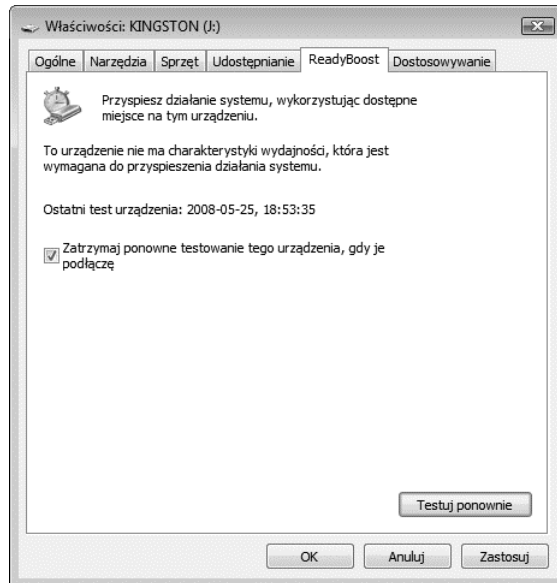 Właściwości: KINGSTON (J:)
Ogólne Narzędzia Sprzęt Udostępnianie ReadyBoost Dostosowywanie
Przyspiesz działanie systemu, wykorzystując dostępne
miejsce na tym urządzeniu.
To urządzenie nie ma charakterystyki wydajności, która jest
wymagana do przyspieszenia działania systemu.
Ostatni test urządzenia: 2008-05-25, 18:53:35
Zatrzymaj ponowne testowanie tego urządzenia, gdy je
podłączę
Testuj ponownie
OK Anuluj Zastosuj